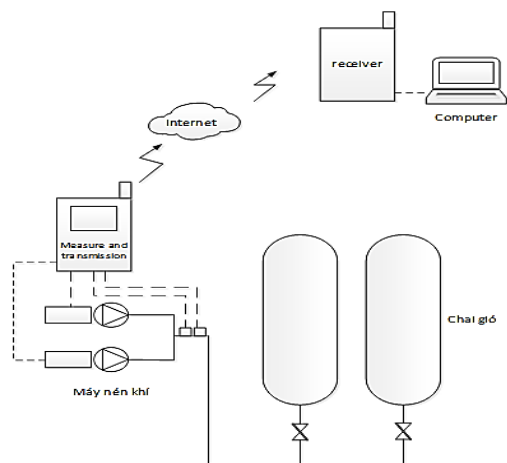 receiver
Computer
Internet
Measure and
transmission
Chai gió
Máy nén khí